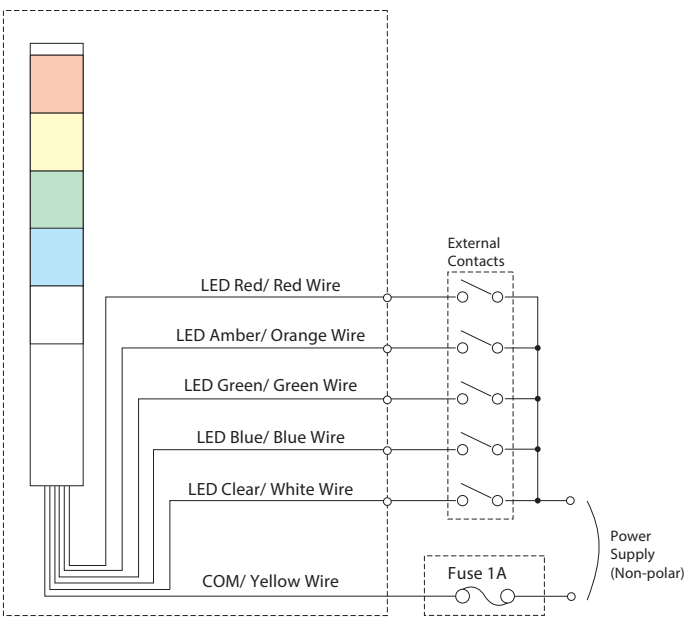 External
Contacts
LED Red/ Red Wire
LED Amber/ Orange Wire
LED Green/ Green Wire
LED Blue/ Blue Wire
LED Clear/ White Wire
Power
Supply
(Non-polar)
Fuse 1A
COM/ Yellow Wire